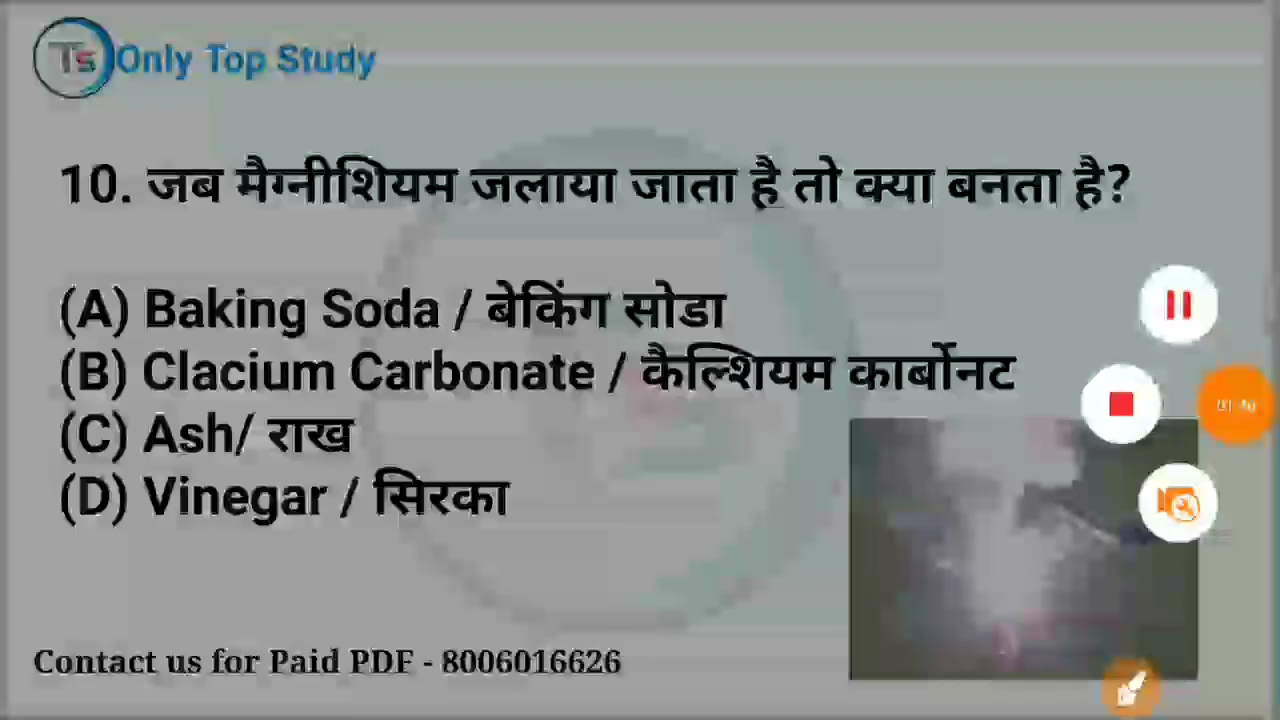 Ts Only Top Study
10. जब मैग्नीशियम जलाया जाता है तो क्या बनता है?
(A) Baking Soda / बेकिंग सोडा
(B) Clacium Carbonate / कैल्शियम कार्बोनट
(C) Ash/ राख
(D) Vinegar / सिरका
Contact us for Paid PDF - 8006016626